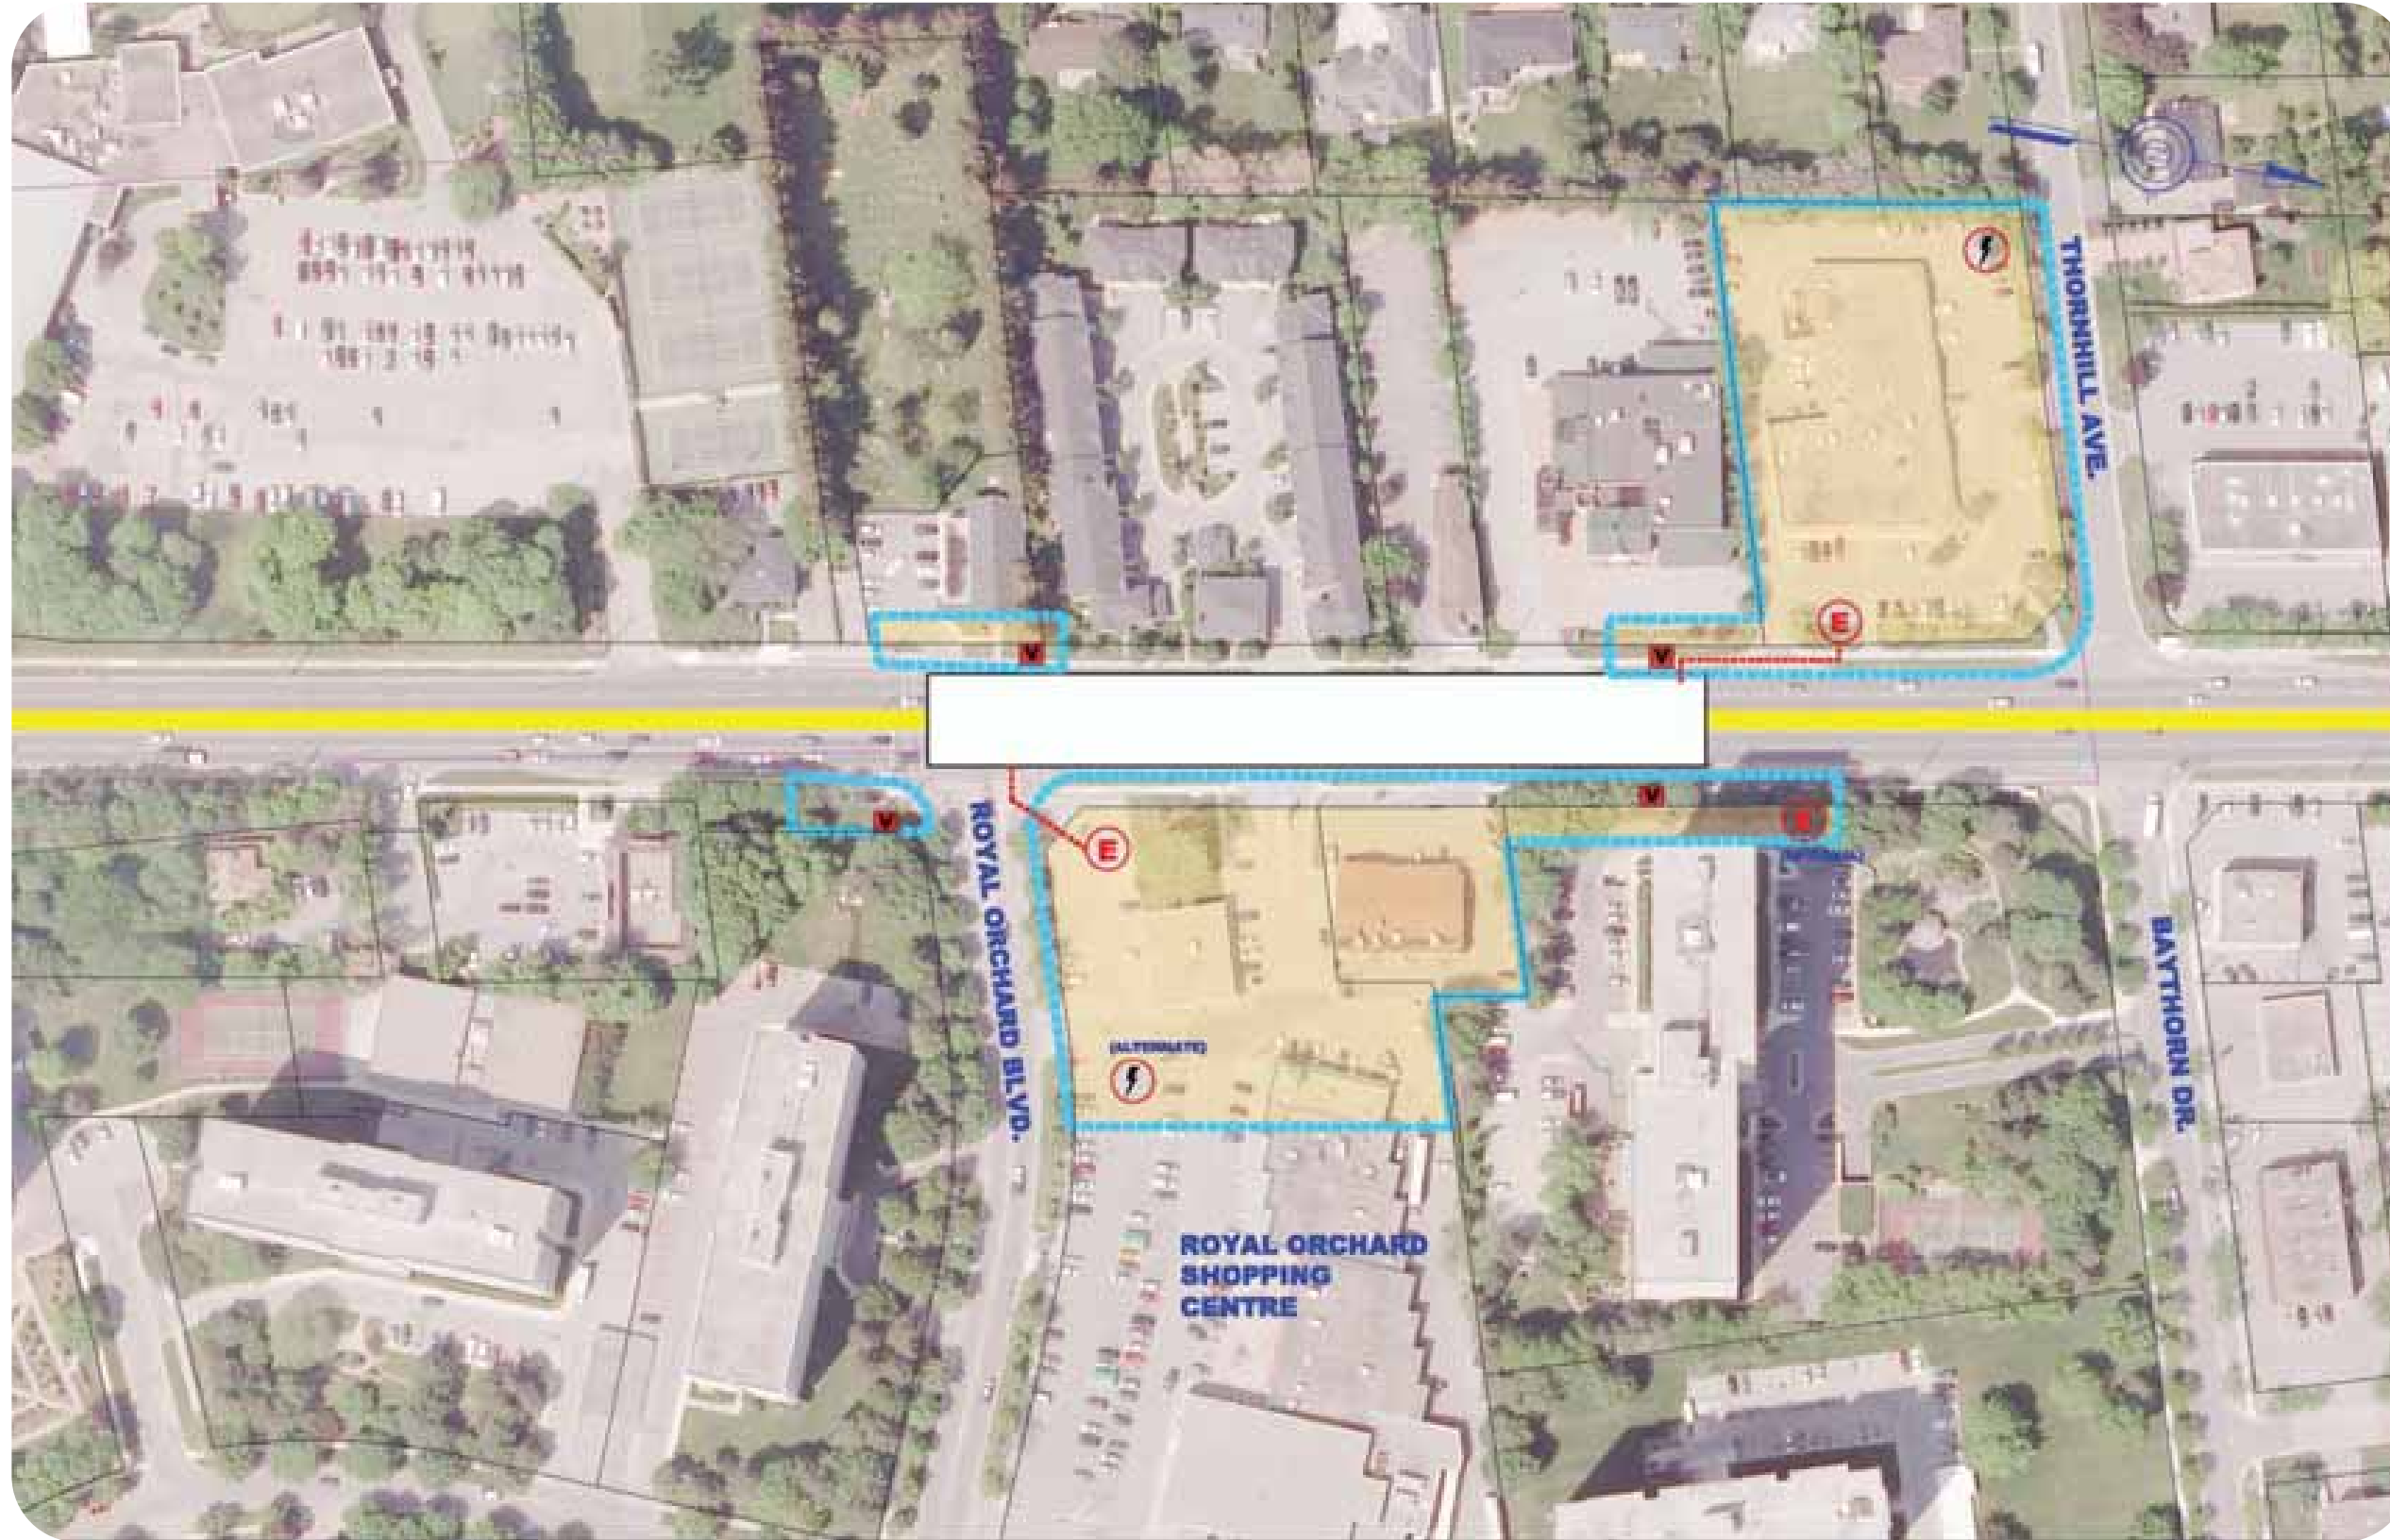 THORNHILL AVE.
E
V
V
V
V
E
ROYAL ORCHARD BLVD.
(ALTERNATE)
BAYTHORN DR.
ROYAL ORCHARD
SHOPPING
CENTRE